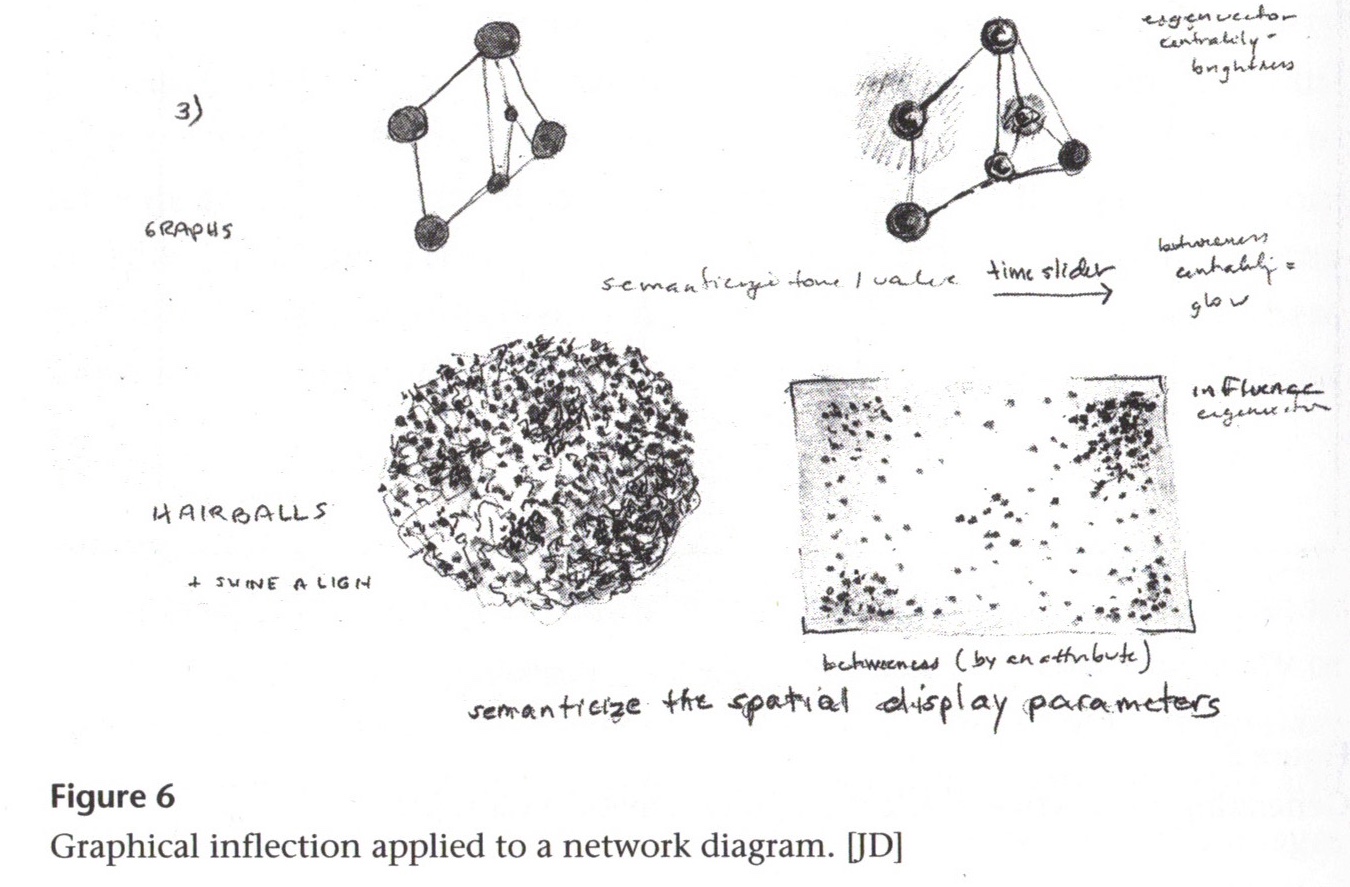 eigenvector
centrality -
brightness
3)
GRAPHS
semanticize tone / value
time slider
betweeness
centrality =
glow
influence
eigenvector
HAIRBALLS
+ SHINE A LIGH
betweeness (by an attribute)
semanticize the spatial display parameters
Figure 6
Graphical inflection applied to a network diagram. [JD]